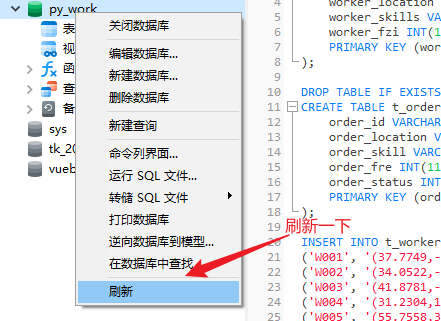 py_work
表
视
函
查
备
sys
tk_20
vueb
关闭数据库
编辑数据库...
新建数据库...
删除数据库
新建查询
命令列界面...
运行 SQL 文件...
转储 SQL 文件
打印数据库
逆向数据库到模型...
在数据库中查找...
刷新
刷新一下
worker_location
6 worker_skills VA
7 worker_fzi INT(1
8 PRIMARY KEY (wor
9 );
10 DROP TABLE IF EXISTS
11 CREATE TABLE t_order
12 order_id VARCHAR
13 order_location V
14 order_skill VARC
15 order_fre INT(11
16 order_status INT
17 PRIMARY KEY (ord
18 );
19
20 INSERT INTO t_worker
21 ('W001', '(37.7749,-
22 ('W002', '(34.0522,-
23 ('W003', '(41.8781,-
24 ('W004', '(31.2304,1
25 ('W005', '(55.7558,3